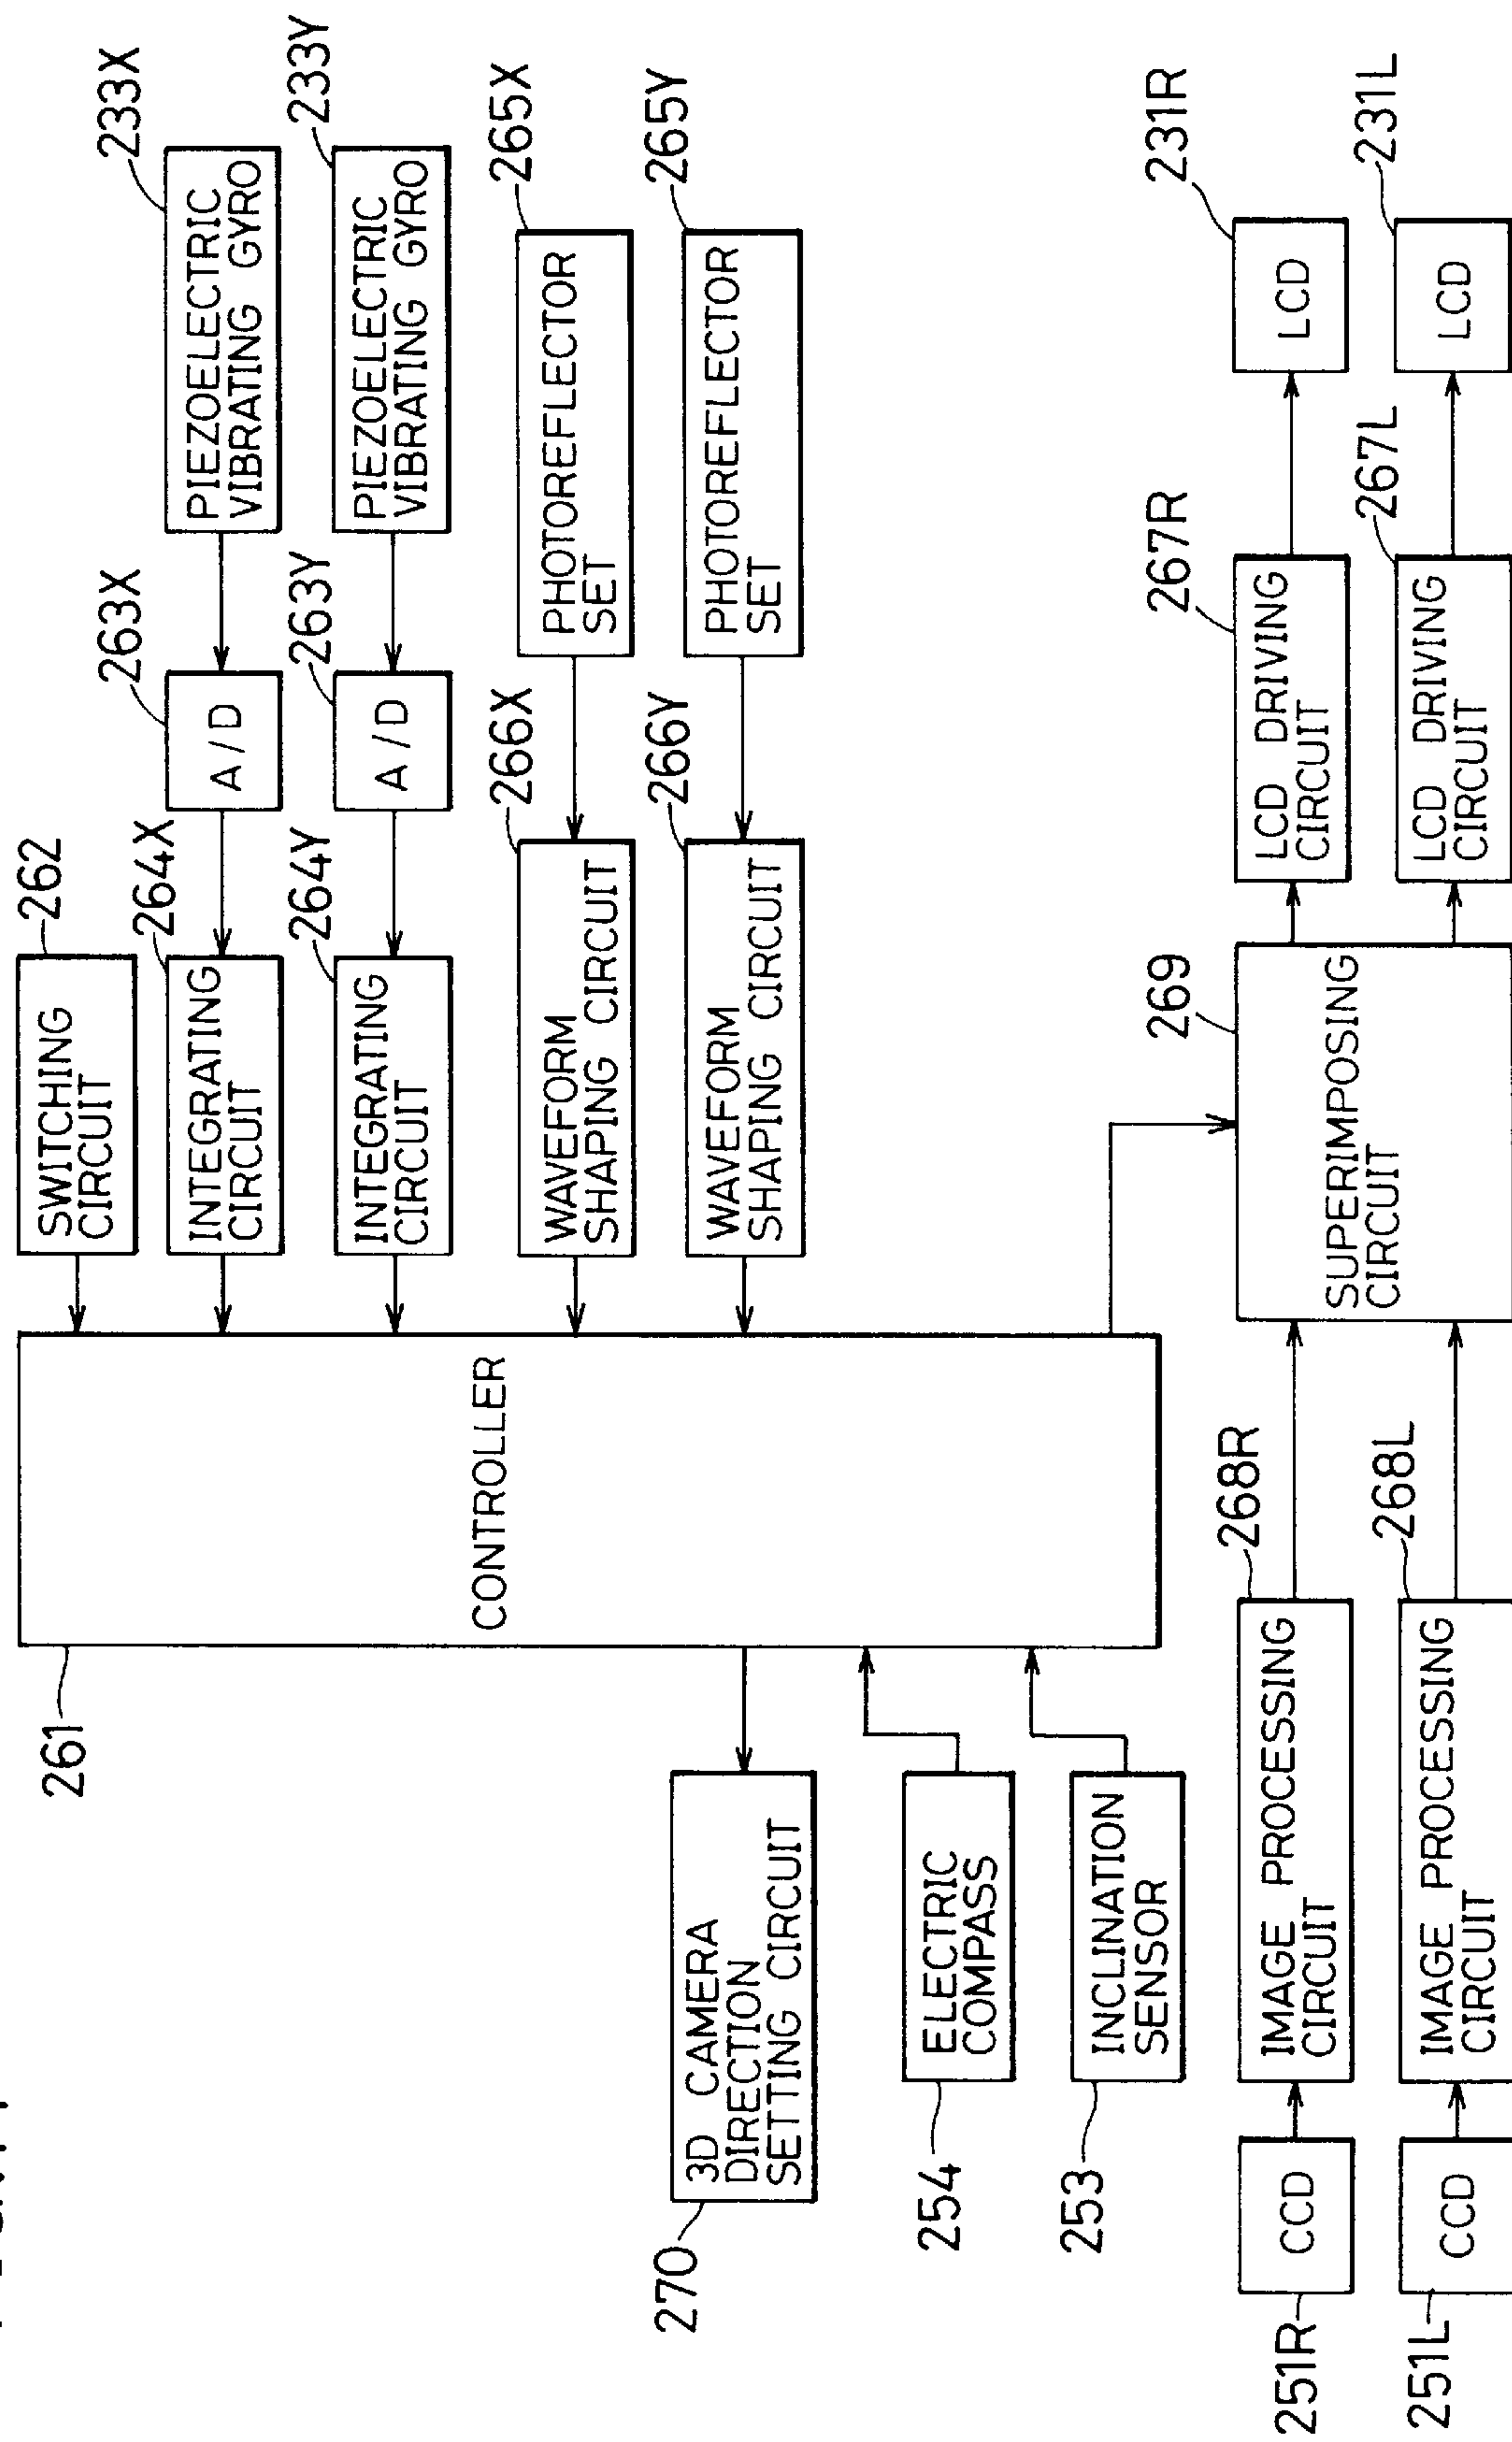 233X
PIEZOELECTRIC
VIBRATING GYRO
233Y
PIEZOELECTRIC
VIBRATING GYRO
263X
A/D
263Y
A/D
262
SWITCHING
CIRCUIT
264X
INTEGRATING
CIRCUIT
264Y
INTEGRATING
CIRCUIT
265X
PHOTOREFLECTOR
SET
265Y
PHOTOREFLECTOR
SET
266X
WAVEFORM
SHAPING CIRCUIT
266Y
WAVEFORM
SHAPING CIRCUIT
261
CONTROLLER
270
3D CAMERA
DIRECTION
SETTING CIRCUIT
254
ELECTRIC
COMPASS
253
INCLINATION
SENSOR
251R
CCD
251L
CCD
268R
IMAGE PROCESSING
CIRCUIT
268L
IMAGE PROCESSING
CIRCUIT
269
SUPERIMPOSING
CIRCUIT
267R
LCD DRIVING
CIRCUIT
267L
LCD DRIVING
CIRCUIT
231R
LCD
231L
LCD